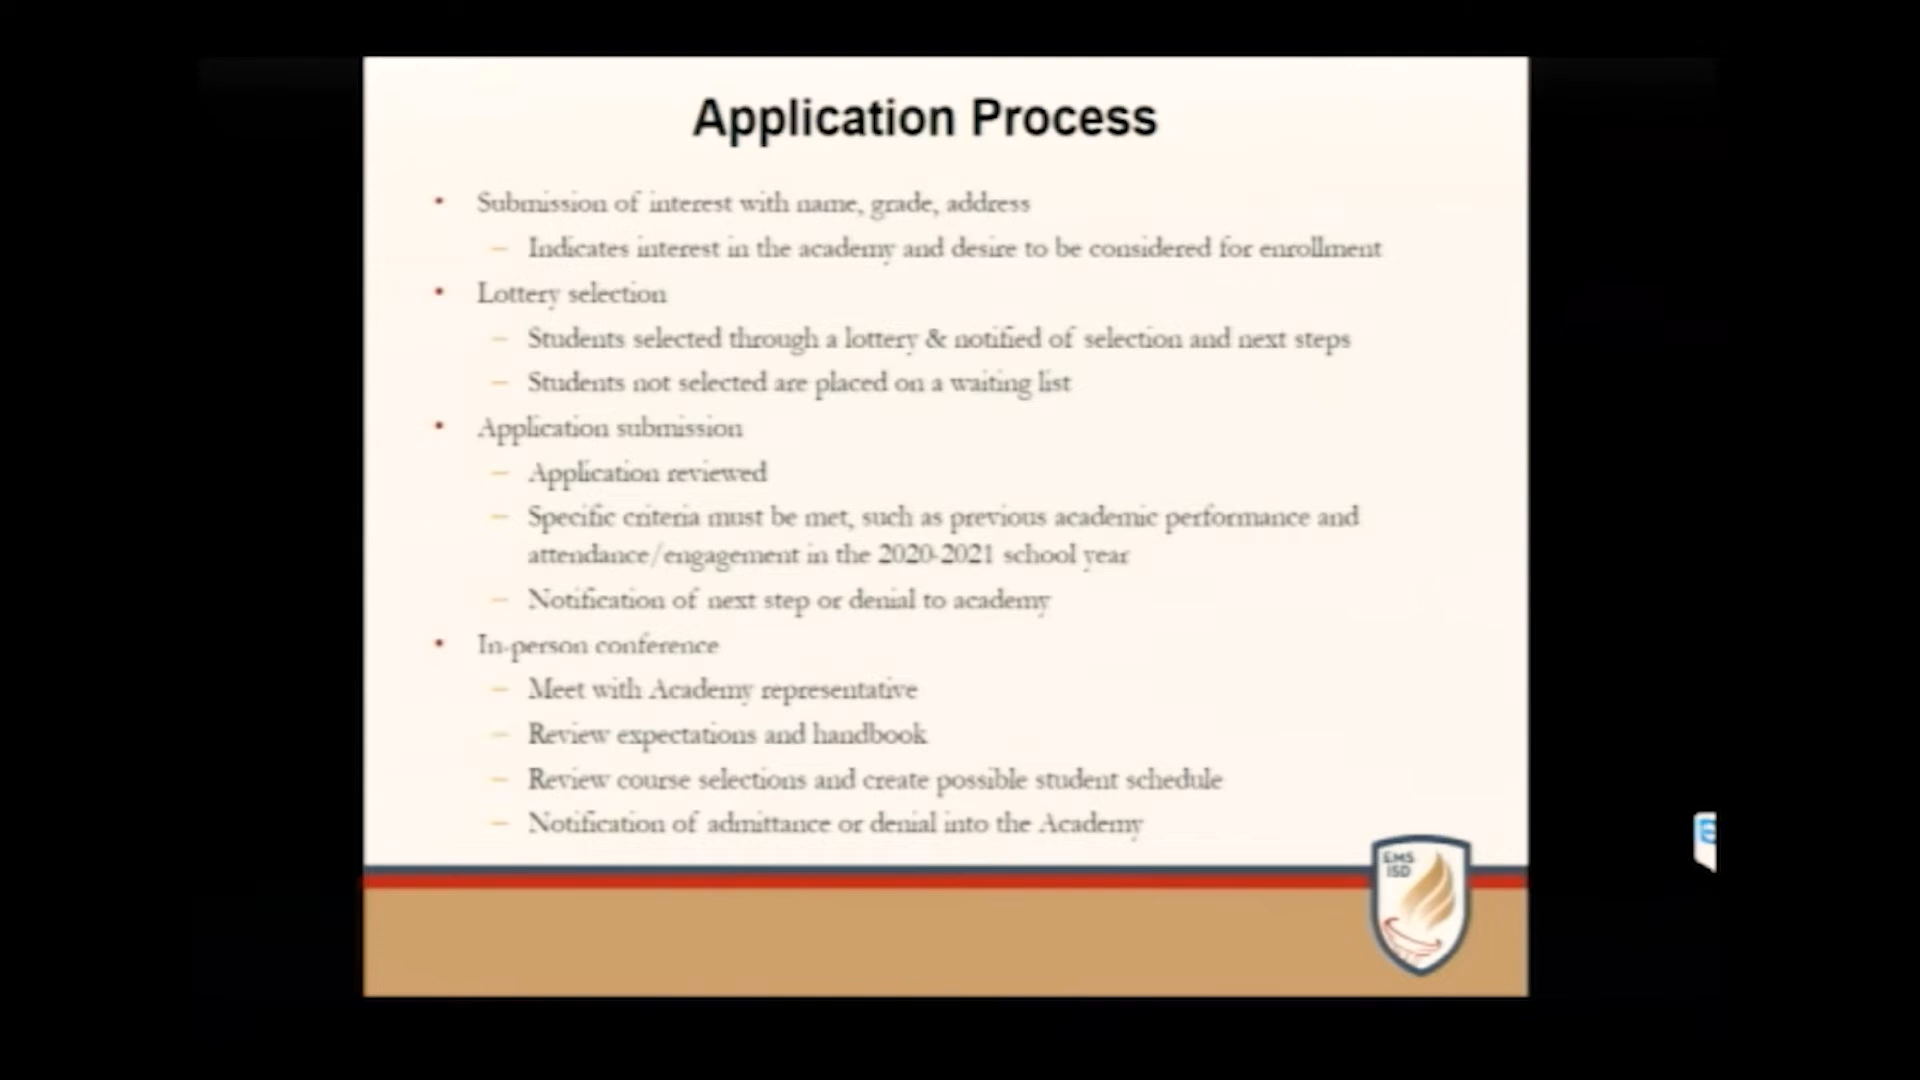 Application Process
• Submission of interest with name, grade, address
– Indicates interest in the academy and desire to be considered for enrollment
• Lottery selection
– Students selected through a lottery & notified of selection and next steps
– Students not selected are placed on a waiting list
• Application submission
– Application reviewed
– Specific criteria must be met, such as previous academic performance and
attendance/engagement in the 2020-2021 school year
– Notification of next step or denial to academy
• In-person conference
– Meet with Academy representative
– Review expectations and handbook
– Review course selections and create possible student schedule
– Notification of admittance or denial into the Academy
EMS
ISD